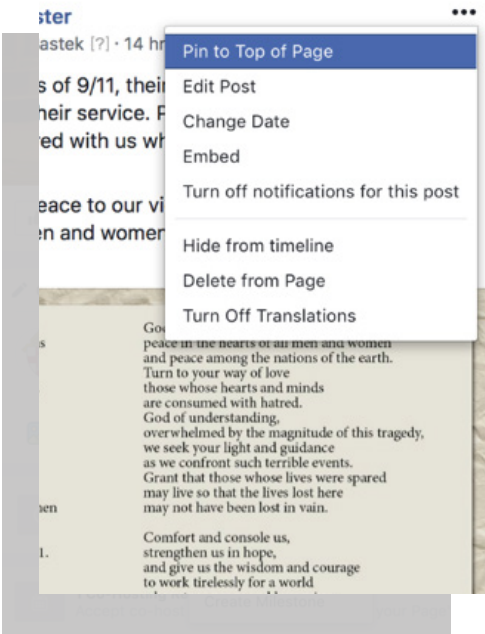 ster
•••
astek [?] · 14 hr
Pin to Top of Page
s of 9/11, thei
Edit Post
heir service. P
Change Date
red with us wh
Embed
Turn off notifications for this post
eace to our vi
en and women
Hide from timeline
Delete from Page
Turn Off Translations
God
peace in the hearts of all men and women
and peace among the nations of the earth.
Turn to your way of love
those whose hearts and minds
are consumed with hatred.
God of understanding,
overwhelmed by the magnitude of this tragedy,
we seek your light and guidance
as we confront such terrible events.
Grant that those whose lives were spared
may live so that the lives lost here
men may not have been lost in vain.
Comfort and console us,
1. strengthen us in hope,
and give us the wisdom and courage
to work tirelessly for a world